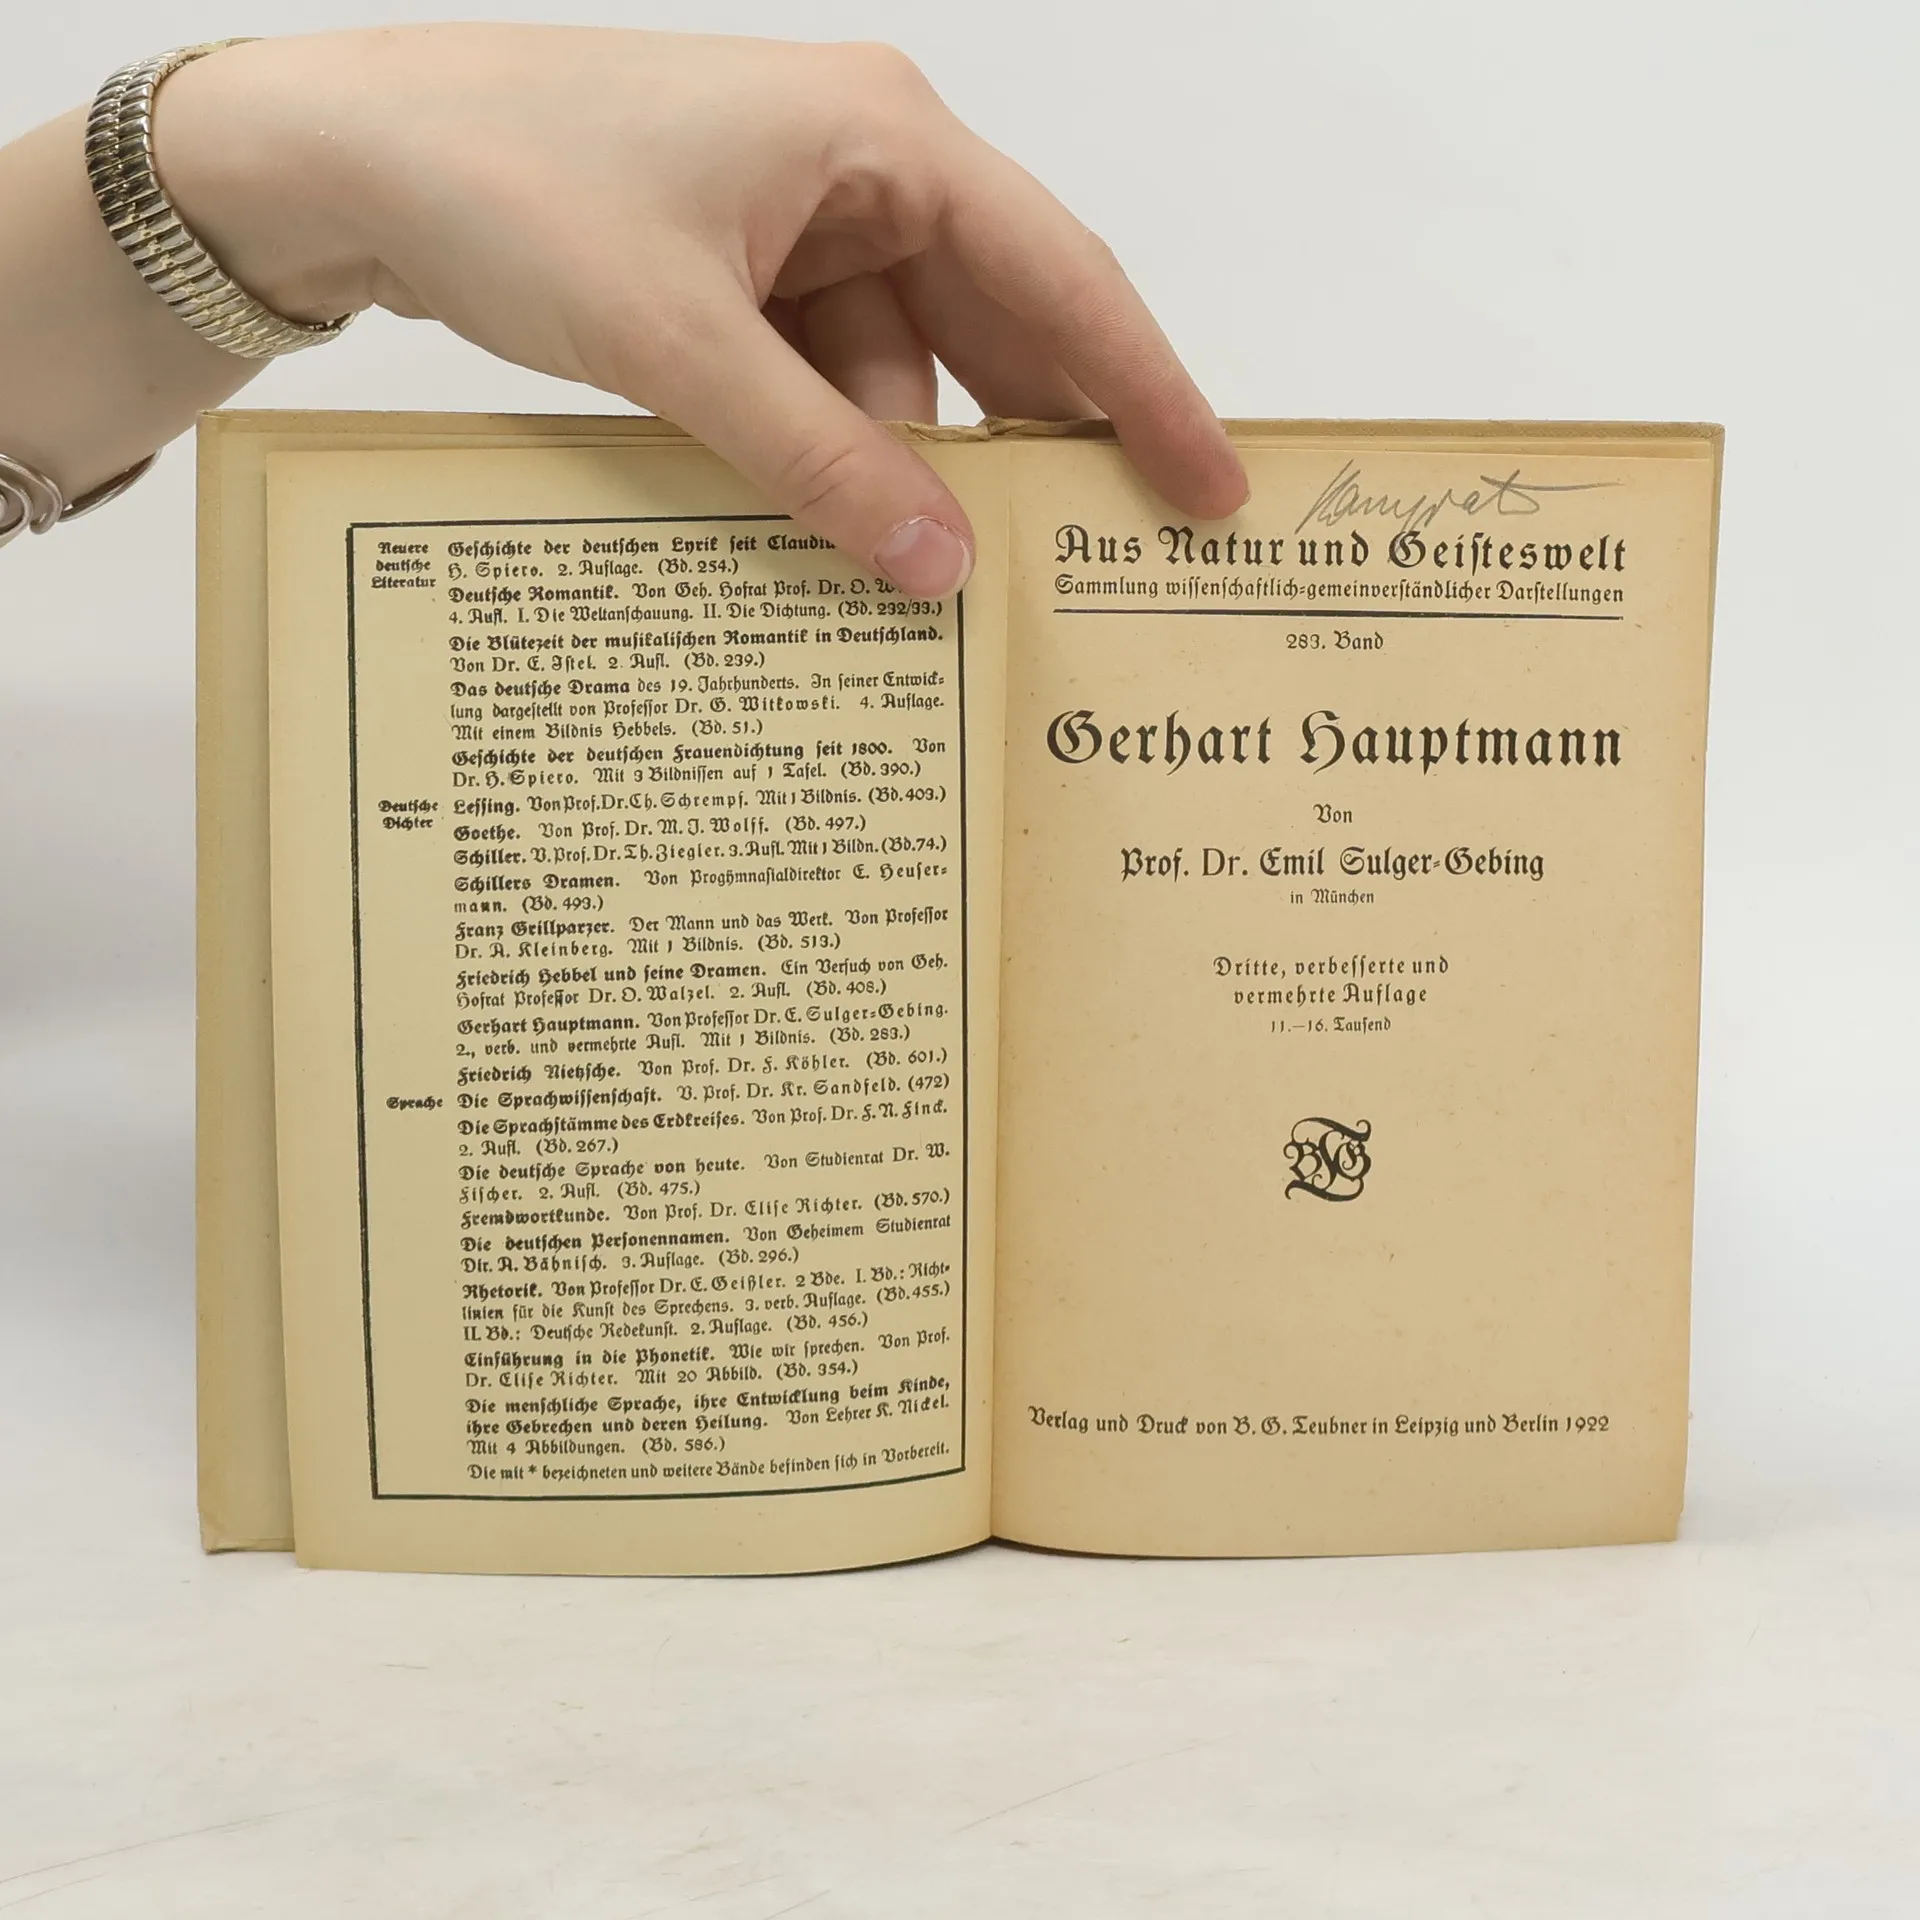 Neuere
deutsche
Literatur
Geschichte der deutschen Lyrik seit
H. Spiero. 2. Auflage. (Bd. 254.)
Deutsche Romantik. Von Geh. Hofrat Prof. Dr. O.
4. Aufl. I. Die Weltanschauung. II. Die Dichtung. (Bd. 232/33.)
Die Blütezeit der musikalischen Romantik in Deutschland.
Von Dr. E. Istel. 2. Aufl. (Bd. 239.)
Das deutsche Drama des 19. Jahrhunderts. In seiner Entwick-
lung dargestellt von Professor Dr. G. Witkowski. 4. Auflage.
Mit einem Bildnis Hebbels. (Bd. 51.)
Geschichte der deutschen Frauendichtung seit 1800. Von
Dr. H. Spiero. Mit 3 Bildnissen auf 1 Tafel. (Bd. 390.)
Deutsche
Dichter
Lessing. Von Prof. Dr. Ch. Schrempf. Mit 1 Bildnis. (Bd. 403.)
Goethe. Von Prof. Dr. M. J. Wolff. (Bd. 497.)
Schiller. V. Prof. Dr. Th. Ziegler. 3. Aufl. Mit 1 Bildn. (Bd. 74.)
Schillers Dramen. Von Progymnasialdirektor E. Heuser-
mann. (Bd. 493.)
Franz Grillparzer. Der Mann und das Werk. Von Professor
Dr. A. Kleinberg. Mit 1 Bildnis. (Bd. 513.)
Friedrich Hebbel und seine Dramen. Ein Versuch von Geh.
Hofrat Professor Dr. O. Walzel. 2. Aufl. (Bd. 408.)
Gerhart Hauptmann. Von Professor Dr. E. Sulger-Gebing.
2., verb. und vermehrte Aufl. Mit 1 Bildnis. (Bd. 283.)
Friedrich Nietzsche. Von Prof. Dr. F. Köhler. (Bd. 601.)
Sprache
Die Sprachwissenschaft. V. Prof. Dr. Kr. Sandfeld. (472)
Die Sprachstämme des Erdkreises. Von Prof. Dr. F. N. Finck.
2. Aufl. (Bd. 267.)
Die deutsche Sprache von heute. Von Studienrat Dr. W.
Fischer. 2. Aufl. (Bd. 475.)
Fremdwortkunde. Von Prof. Dr. Elise Richter. (Bd. 570.)
Die deutschen Personennamen. Von Geheimem Studienrat
Dir. A. Bähnisch. 3. Auflage. (Bd. 296.)
Rhetorik. Von Professor Dr. E. Geißler. 2 Bde. I. Bd.: Richt-
linien für die Kunst des Sprechens. 3. verb. Auflage. (Bd. 455.)
II. Bd.: Deutsche Redekunst. 2. Auflage. (Bd. 456.)
Einführung in die Phonetik. Wie wir sprechen. Von Prof.
Dr. Elise Richter. Mit 20 Abbild. (Bd. 354.)
Die menschliche Sprache, ihre Entwicklung beim Kinde,
ihre Gebrechen und deren Heilung. Von Lehrer K. Nickel.
Mit 4 Abbildungen. (Bd. 586.)
Die mit * bezeichneten und weitere Bände befinden sich in Vorbereit.
Aus Natur und Geisteswelt
Sammlung wissenschaftlich-gemeinverständlicher Darstellungen
283. Band
Gerhart Hauptmann
Von
Prof. Dr. Emil Sulger-Gebing
in München
Dritte, verbesserte und
vermehrte Auflage
11.–16. Tausend
BTG
Verlag und Druck von B. G. Teubner in Leipzig und Berlin 1922